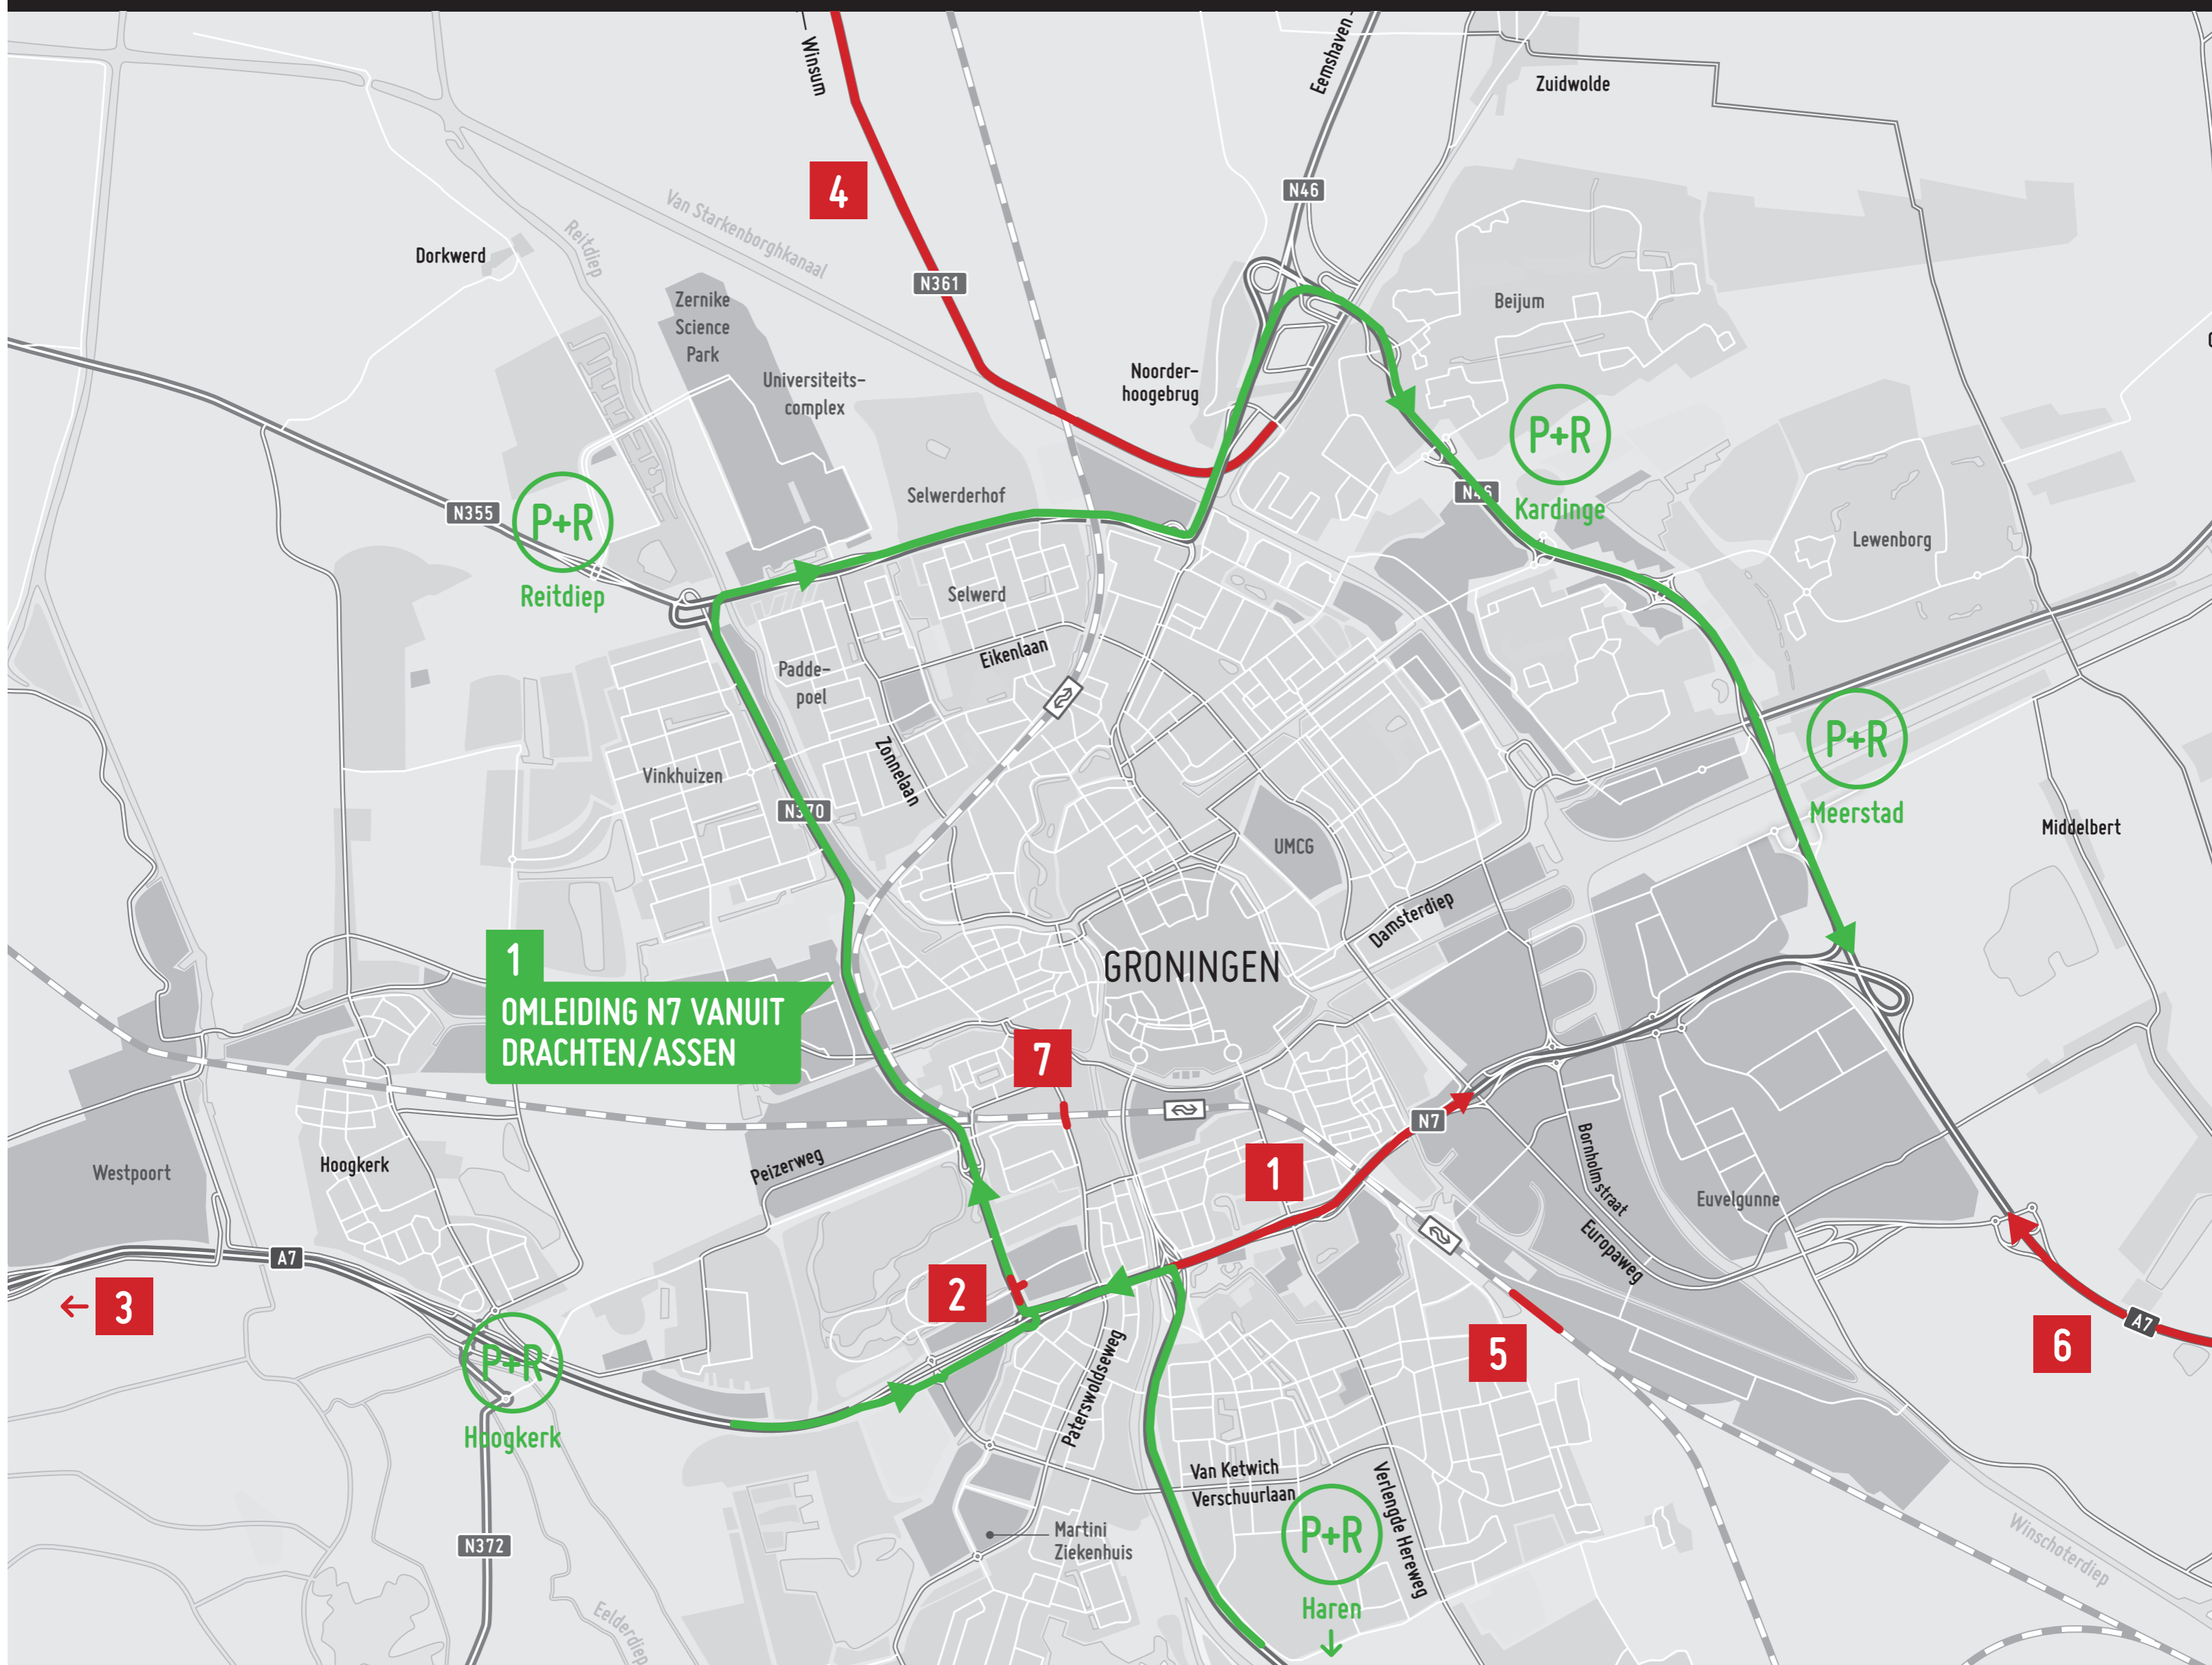 Winsum
Eemshaven
Zuidwolde
4
Van Starkenborghkanaal
N46
Reitdiep
Dorkwerd
N361
Zernike
Science
Park
Beijum
Universiteits-
complex
Noorder-
hoogebrug
P+R
Kardinge
N46
Selwerderhof
N355
P+R
Reitdiep
Lewenborg
Selwerd
Eikenlaan
Padde-
poel
Zonnelaan
Vinkhuizen
N370
P+R
Meerstad
Middelbert
UMCG
Damsterdiep
GRONINGEN
1
OMLEIDING N7 VANUIT
DRACHTEN/ASSEN
7
N7
Peizerweg
Hoogkerk
Westpoort
1
Bornholmstraat
Europaweg
Euvelgunne
A7
← 3
2
P+R
Hoogkerk
Paterswoldseweg
5
A7
6
Van Ketwich
Verschuurlaan
Verlengde Hereweg
P+R
Haren
↓
Martini
Ziekenhuis
N372
Eelderdiep
Winschoterdiep